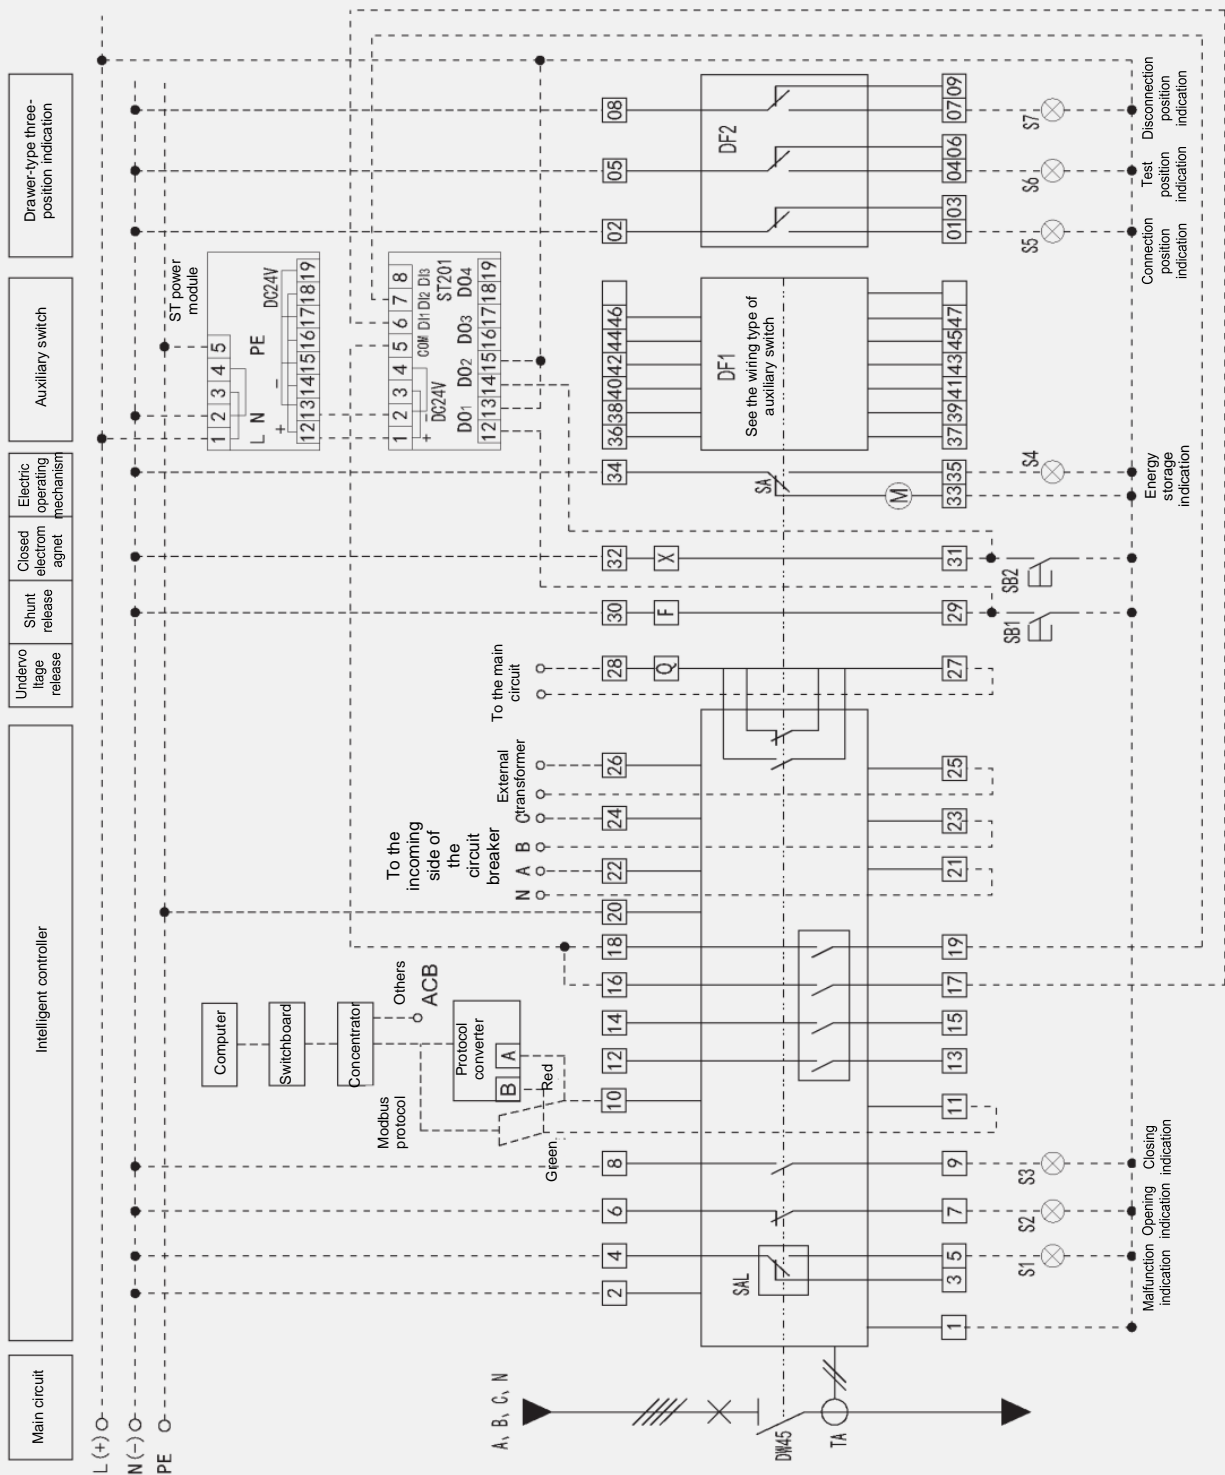 Drawer-type three-
position indication
Auxiliary switch
Electric
operating
mechanism
Closed
electrom
agnet
Shunt
release
Undervo
ltage
release
Intelligent controller
Main circuit
L (+)
N (−)
PE
ST power
module
1 2 3 4 5
L N PE
+ − DC24V
12 13 14 15 16 17 18 19
1 2 3 4 5 6 7 8
+ − DC24V
COM DI1 DI2 DI3
ST201
DO1 DO2 DO3 DO4
12 13 14 15 16 17 18 19
To the main
circuit
External
transformer
To the
incoming
side of
the
circuit
breaker
N A B C
Computer
Switchboard
Concentrator
Others
ACB
Protocol
converter
B A
Modbus
protocol
Red
Green
A、B、C、N
08
05
02
36 38 40 42 44 46
34
32
30
28
26
24
22
20
18
16
14
12
10
8
6
4
2
X
F
Q
DF2
DF1
See the wiring type of
auxiliary switch
SA
M
SAL
DW45
TA
07 09
04 06
01 03
37 39 41 43 45 47
33 35
31
29
27
25
23
21
19
17
15
13
11
9
7
3 5
1
S7
S6
S5
S4
SB2
SB1
S3
S2
S1
Disconnection
position
indication
Test
position
indication
Connection
position
indication
Energy
storage
indication
Closing
indication
Opening
indication
Malfunction
indication